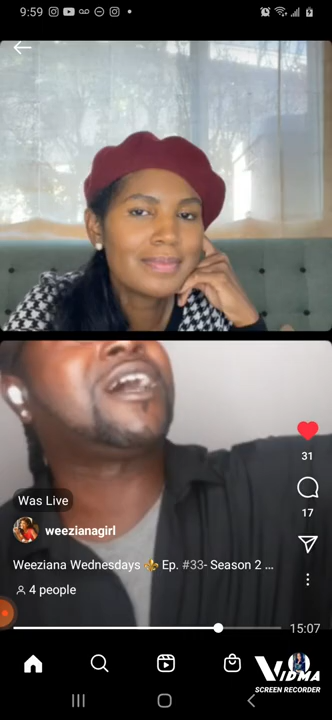 9:59
31
17
Was Live
weezianagirl
Weeziana Wednesdays ⚜️ Ep. #33- Season 2 ...
4 people
15:07
VIDMA
SCREEN RECORDER